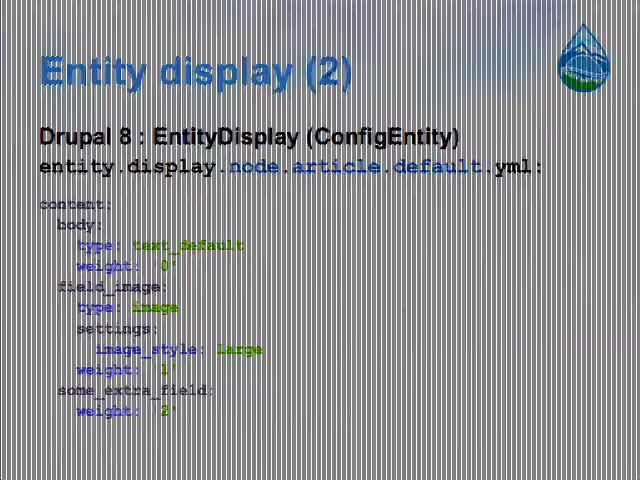 Entity display (2)
Drupal 8 : EntityDisplay (ConfigEntity)
entity.display.node.article.default.yml:
content:
  body:
    type: text_default
    weight: '0'
  field_image:
    type: image
    settings:
      image_style: large
    weight: '1'
  some_extra_field:
    weight: '2'